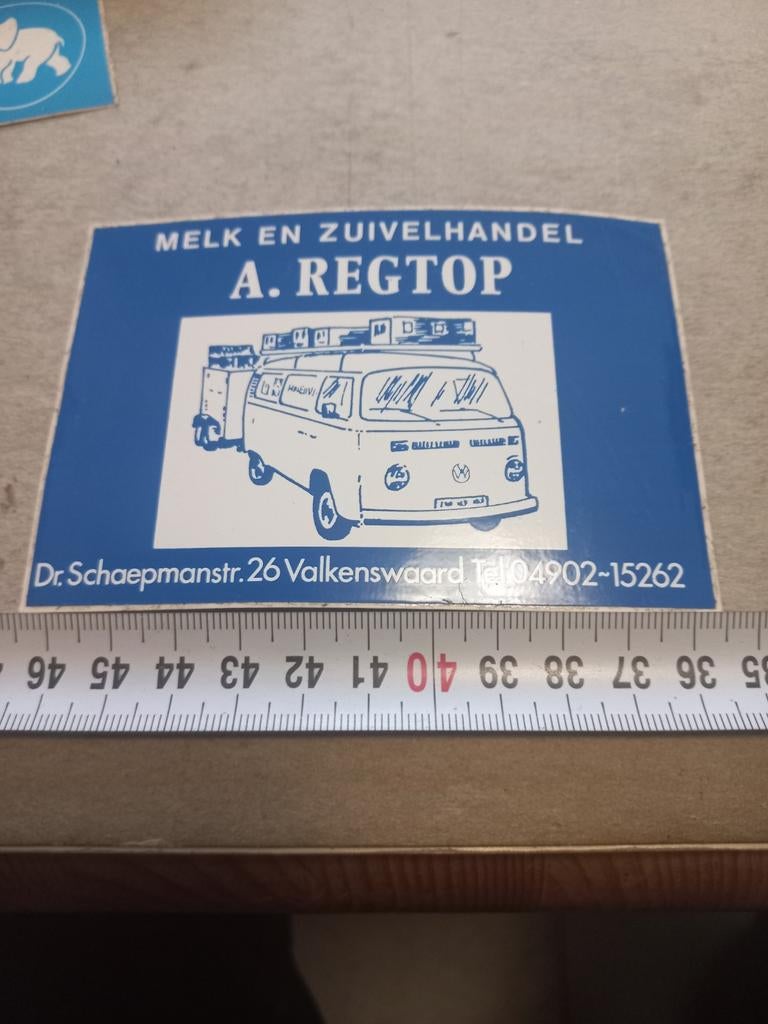 MELK EN ZUIVELHANDEL
A. REGTOP
Dr. Schaepmanstr. 26 Valkenswaard Tel 04902~15262
46 45 44 43 42 41 40 39 38 37 36 35